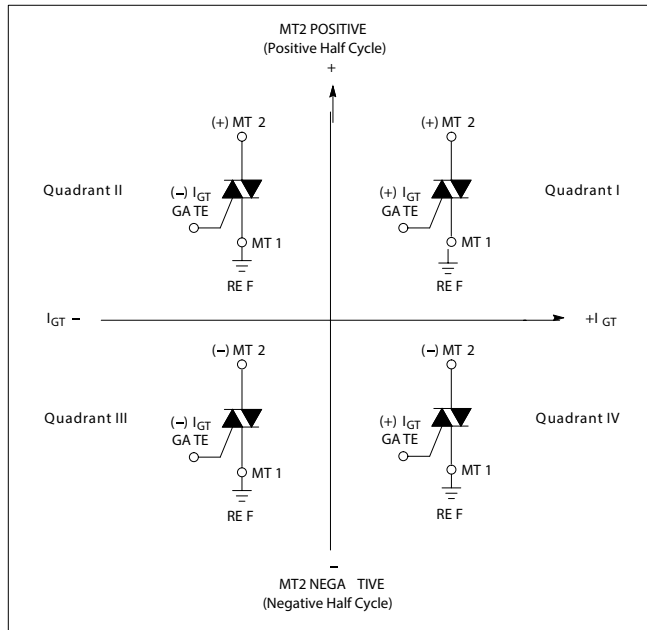 MT2 POSITIVE
(Positive Half Cycle)
+
(+) MT 2
(+) MT 2
Quadrant II
(−) IGT
GA TE
(+) IGT
GA TE
Quadrant I
MT 1
MT 1
RE F
RE F
IGT −
+I GT
(−) MT 2
(−) MT 2
Quadrant III
(−) IGT
GA TE
(+) IGT
GA TE
Quadrant IV
MT 1
MT 1
RE F
RE F
−
MT2 NEGA TIVE
(Negative Half Cycle)